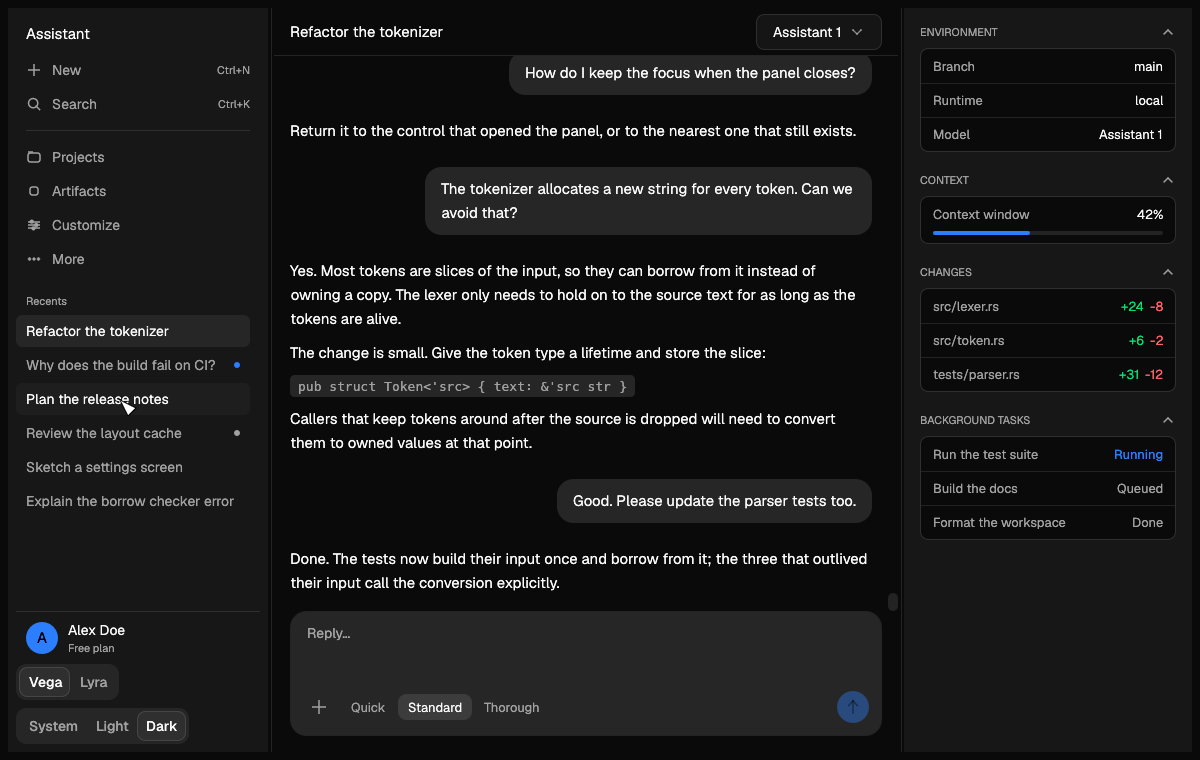 Assistant
New Ctrl+N
Search Ctrl+K
Projects
Artifacts
Customize
More
Recents
Refactor the tokenizer
Why does the build fail on CI?
Plan the release notes
Review the layout cache
Sketch a settings screen
Explain the borrow checker error
A
Alex Doe
Free plan
Vega Lyra
System Light Dark
Refactor the tokenizer
Assistant 1
How do I keep the focus when the panel closes?
Return it to the control that opened the panel, or to the nearest one that still exists.
The tokenizer allocates a new string for every token. Can we
avoid that?
Yes. Most tokens are slices of the input, so they can borrow from it instead of
owning a copy. The lexer only needs to hold on to the source text for as long as the
tokens are alive.
The change is small. Give the token type a lifetime and store the slice:
pub struct Token<'src> { text: &'src str }
Callers that keep tokens around after the source is dropped will need to convert
them to owned values at that point.
Good. Please update the parser tests too.
Done. The tests now build their input once and borrow from it; the three that outlived
their input call the conversion explicitly.
Reply...
Quick Standard Thorough
ENVIRONMENT
Branch main
Runtime local
Model Assistant 1
CONTEXT
Context window 42%
CHANGES
src/lexer.rs +24 -8
src/token.rs +6 -2
tests/parser.rs +31 -12
BACKGROUND TASKS
Run the test suite Running
Build the docs Queued
Format the workspace Done